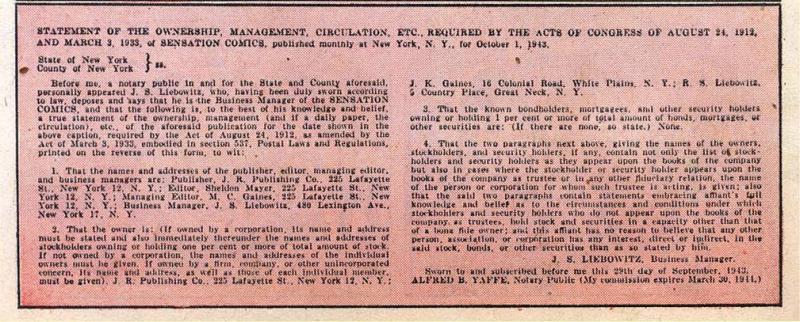 STATEMENT OF THE OWNERSHIP, MANAGEMENT, CIRCULATION, ETC., REQUIRED BY THE ACTS OF CONGRESS OF AUGUST 24, 1912,
AND MARCH 3, 1933, of SENSATION COMICS, published monthly at New York, N. Y., for October 1, 1943.
State of New York
County of New York } ss.
Before me, a notary public in and for the State and County aforesaid,
personally appeared J. S. Liebowitz, who, having been duly sworn according
to law, deposes and says that he is the Business Manager of the SENSATION
COMICS, and that the following is, to the best of his knowledge and belief,
a true statement of the ownership, management (and if a daily paper, the
circulation), etc., of the aforesaid publication for the date shown in the
above caption, required by the Act of August 24, 1912, as amended by the
Act of March 3, 1933, embodied in section 537, Postal Laws and Regulations,
printed on the reverse of this form, to wit:
1. That the names and addresses of the publisher, editor, managing editor,
and business managers are: Publisher, J. R. Publishing Co., 225 Lafayette
St., New York 12, N. Y.; Editor, Sheldon Mayer, 225 Lafayette St., New
York 12, N. Y.; Managing Editor, M. C. Gaines, 225 Lafayette St., New York
12, N. Y.; Business Manager, J. S. Liebowitz, 480 Lexington Ave.,
New York 17, N. Y.
2. That the owner is: (If owned by a corporation, its name and address
must be stated and also immediately thereunder the names and addresses of
stockholders owning or holding one per cent or more of total amount of stock.
If not owned by a corporation, the names and addresses of the individual
owners must be given. If owned by a firm, company, or other unincorporated
concern, its name and address, as well as those of each individual member,
must be given). J. R. Publishing Co., 225 Lafayette St., New York 12, N. Y.;
J. K. Gaines, 16 Colonial Road, White Plains, N. Y.; R. S. Liebowitz,
5 Country Place, Great Neck, N. Y.
3. That the known bondholders, mortgagees, and other security holders
owning or holding 1 per cent or more of total amount of bonds, mortgages, or
other securities are: (If there are none, so state.) None.
4. That the two paragraphs next above, giving the names of the owners,
stockholders, and security holders, if any, contain not only the list of stock-
holders and security holders as they appear upon the books of the company
but also in cases where the stockholder or security holder appears upon the
books of the company as trustee or in any other fiduciary relation, the name
of the person or corporation for whom such trustee is acting, is given; also
that the said two paragraphs contain statements embracing affiant's full
knowledge and belief as to the circumstances and conditions under which
stockholders and security holders who do not appear upon the books of the
company as trustees, hold stock and securities in a capacity other than that
of a bona fide owner; and this affiant has no reason to believe that any other
person, association, or corporation has any interest, direct or indirect, in the
said stock, bonds, or other securities than as so stated by him.
J. S. LIEBOWITZ, Business Manager.
Sworn to and subscribed before me this 29th day of September, 1943.
ALFRED B. YAFFE, Notary Public (My commission expires March 30, 1944.)